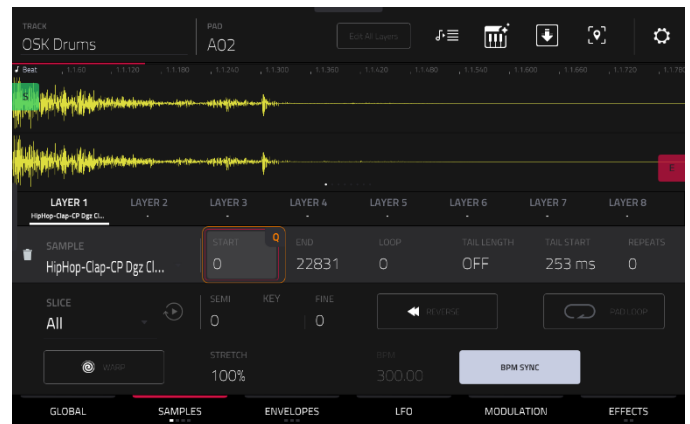 TRACK
OSK Drums
PAD
A02
Edit All Layers
Beat , 1.1.60 , 1.1.120 , 1.1.180 , 1.1.240 , 1.1.300 , 1.1.360 , 1.1.420 , 1.1.480 , 1.1.540 , 1.1.600 , 1.1.660 , 1.1.720 , 1.1.780
S
E
LAYER 1 LAYER 2 LAYER 3 LAYER 4 LAYER 5 LAYER 6 LAYER 7 LAYER 8
HipHop-Clap-CP Dgz Cl...
SAMPLE START Q END LOOP TAIL LENGTH TAIL START REPEATS
HipHop-Clap-CP Dgz Cl... 0 22831 0 OFF 253 ms 0
SLICE SEMI KEY FINE
All 0 0
REVERSE
PAD LOOP
WARP
STRETCH
100%
BPM
300.00
BPM SYNC
GLOBAL SAMPLES ENVELOPES LFO MODULATION EFFECTS